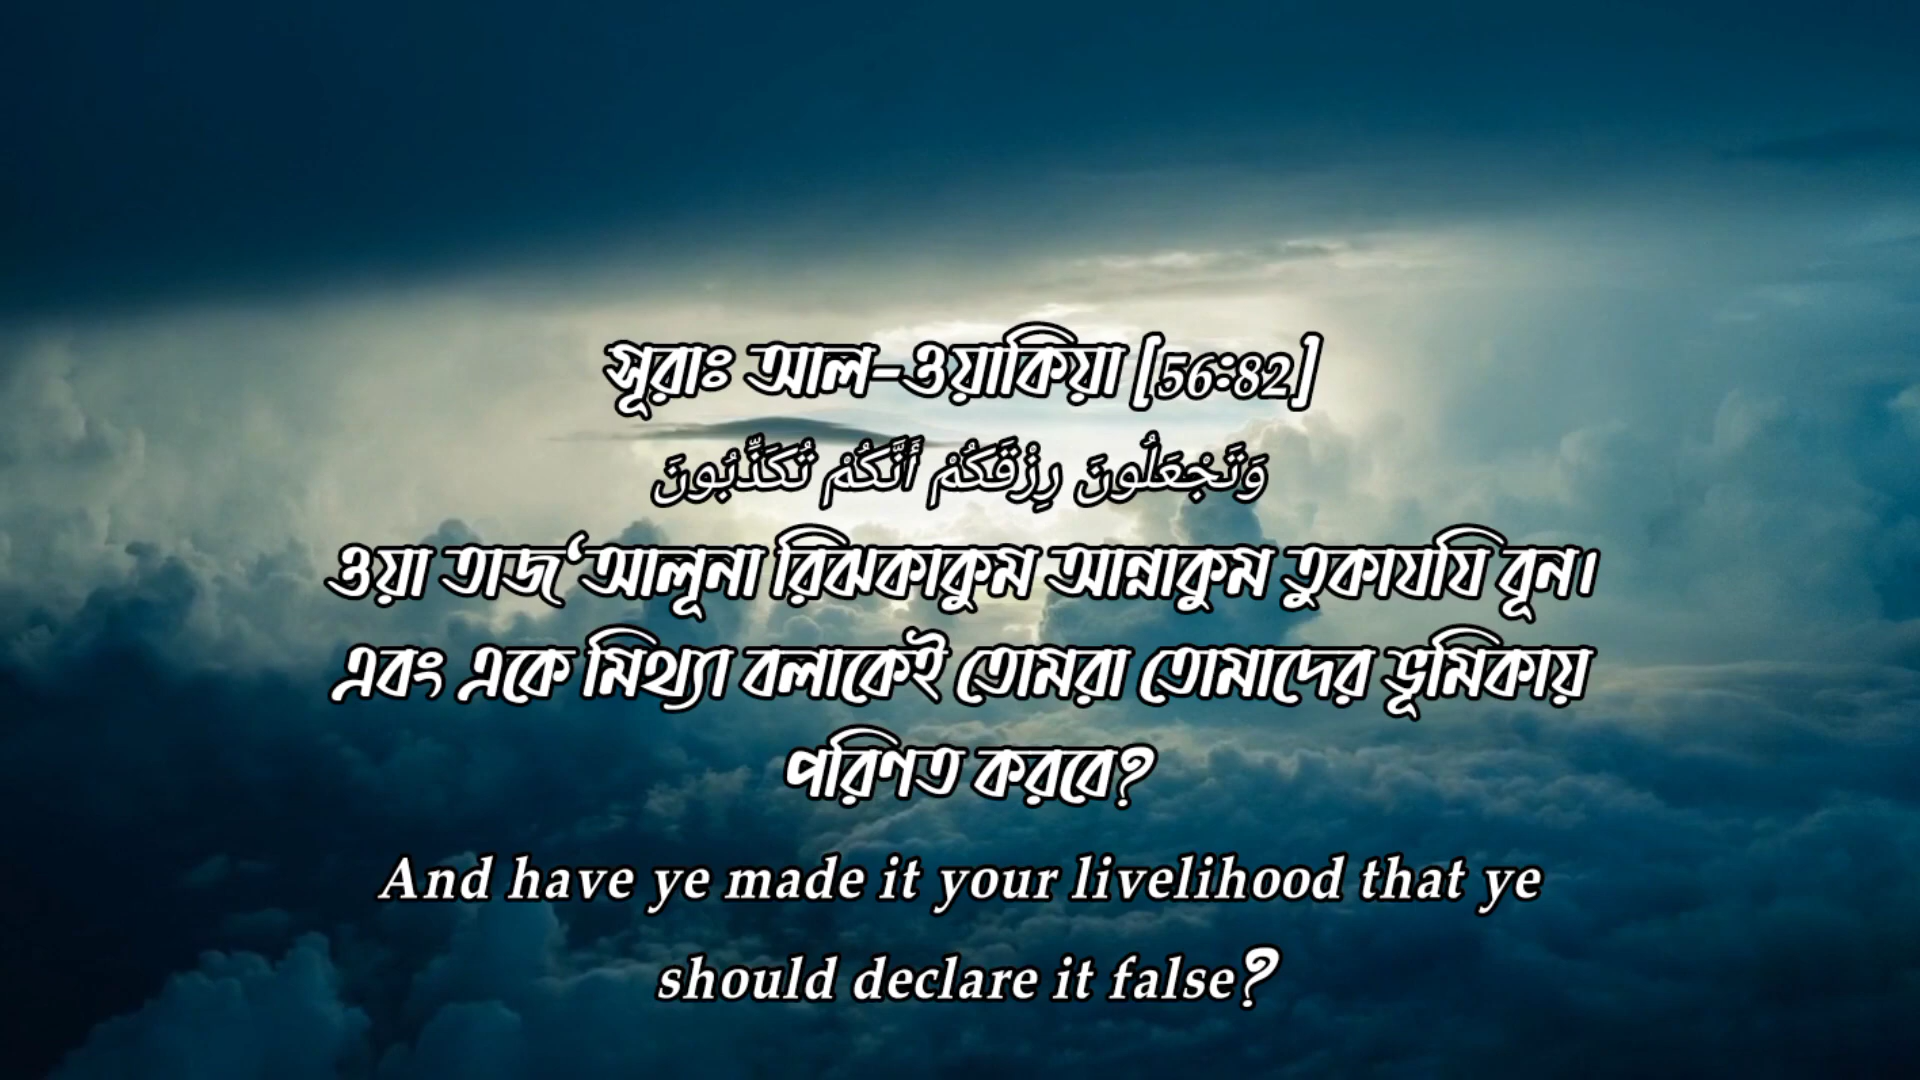 সূরাঃ আল-ওয়াকিয়া [56:82]
وَتَجْعَلُونَ رِزْقَكُمْ أَنَّكُمْ تُكَذِّبُونَ
ওয়া তাজ‘আলূনা রিঝকাকুম আন্নাকুম তুকাযযি বূন।
এবং একে মিথ্যা বলাকেই তোমরা তোমাদের ভূমিকায়
পরিণত করবে?
And have ye made it your livelihood that ye
should declare it false?